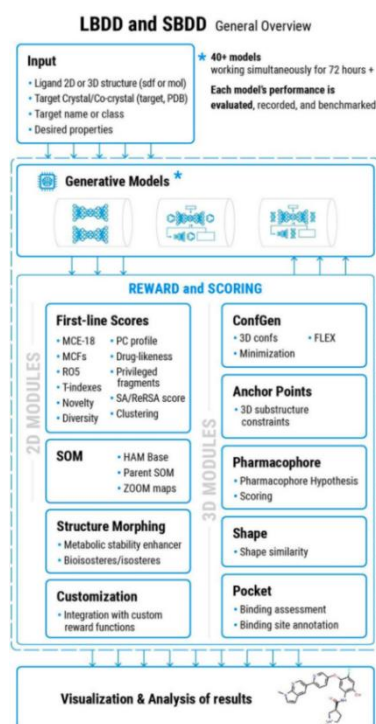 LBDD and SBDD General Overview
Input
• Ligand 2D or 3D structure (sdf or mol)
• Target Crystal/Co-crystal (target, PDB)
• Target name or class
• Desired properties
* 40+ models
working simultaneously for 72 hours +
Each model's performance is
evaluated, recorded, and benchmarked
Generative Models *
REWARD and SCORING
2D MODULES
First-line Scores
• MCE-18
• MCFs
• RO5
• T-indexes
• Novelty
• Diversity
• PC profile
• Drug-likeness
• Privileged
fragments
• SA/ReRSA score
• Clustering
SOM
• HAM Base
• Parent SOM
• ZOOM maps
Structure Morphing
• Metabolic stability enhancer
• Bioisosteres/isosteres
Customization
• Integration with custom
reward functions
3D MODULES
ConfGen
• 3D confs
• Minimization
• FLEX
Anchor Points
• 3D substructure
constraints
Pharmacophore
• Pharmacophore Hypothesis
• Scoring
Shape
• Shape similarity
Pocket
• Binding assessment
• Binding site annotation
Visualization & Analysis of results